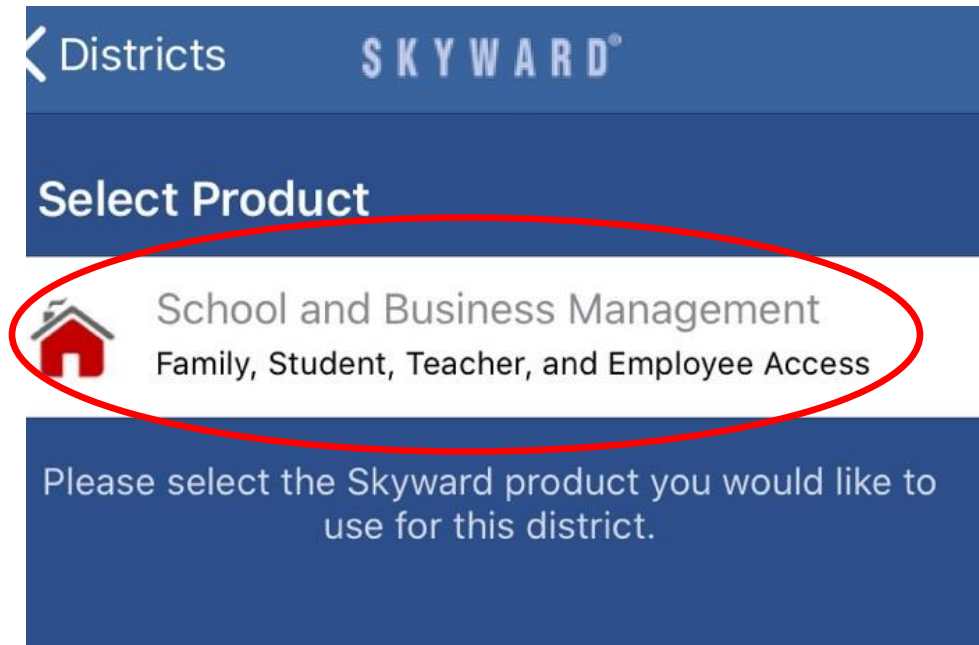 Districts SKYWARD®
Select Product
School and Business Management
Family, Student, Teacher, and Employee Access
Please select the Skyward product you would like to
use for this district.